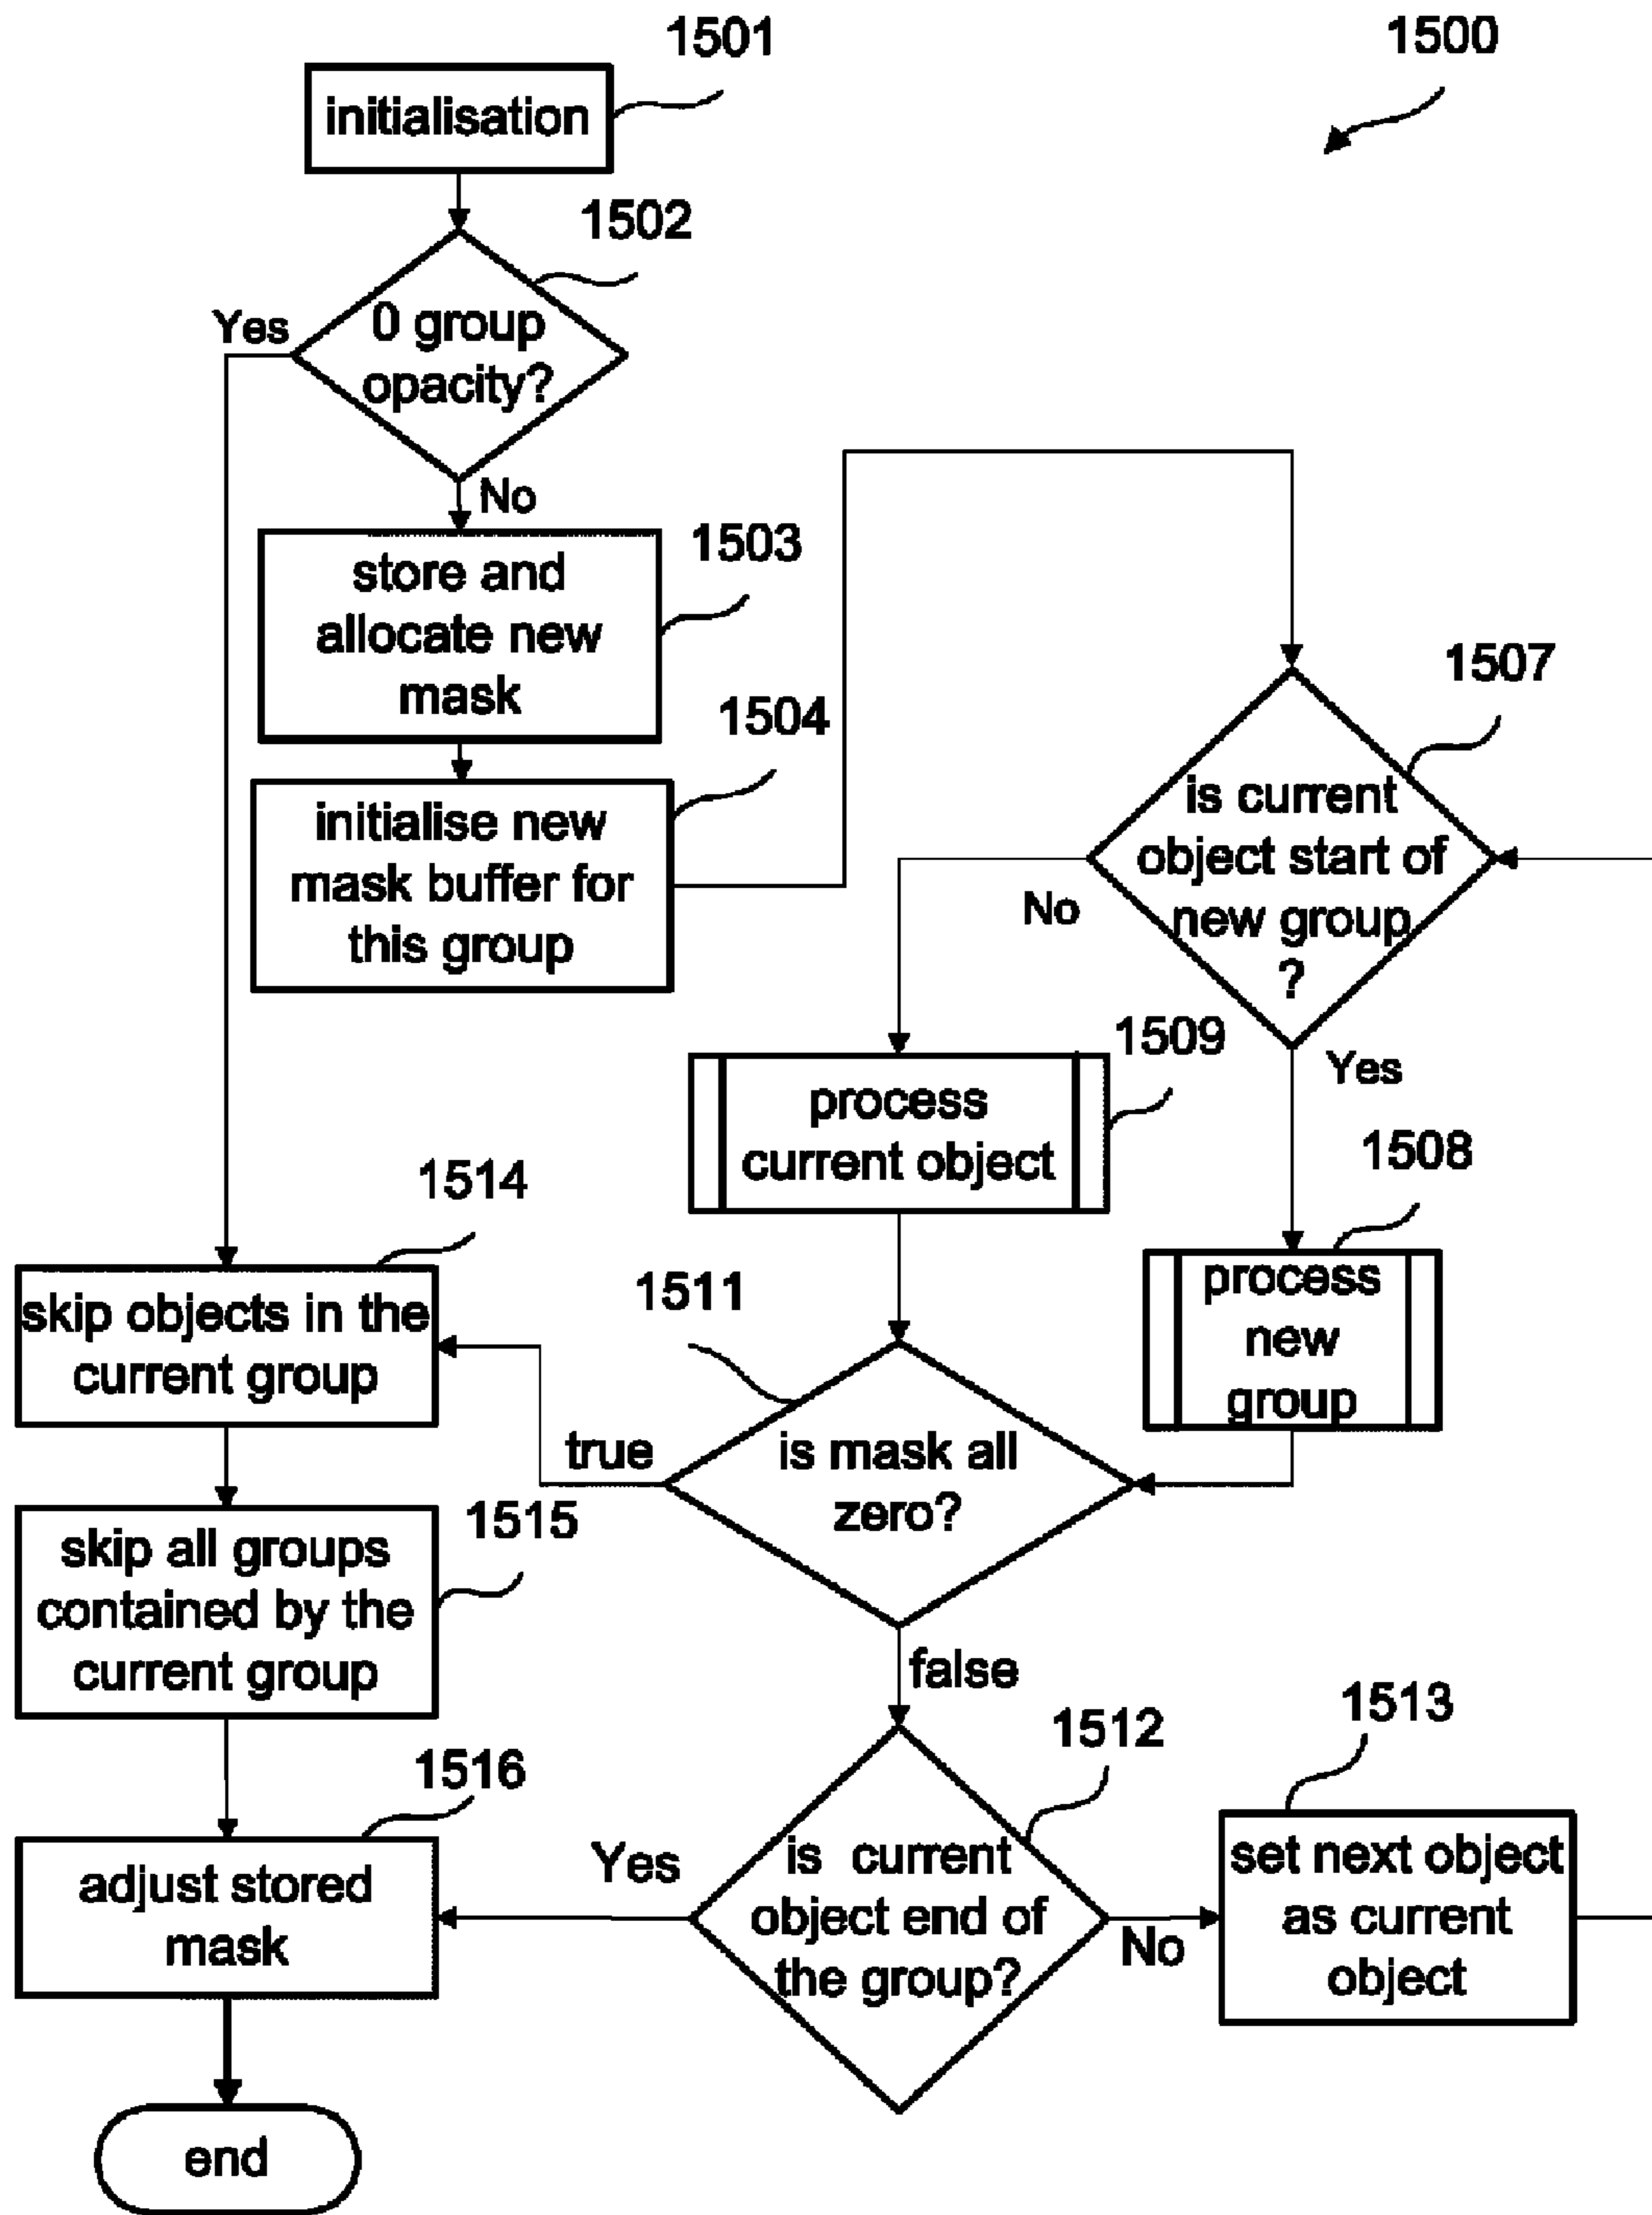 1500
1501
initialisation
1502
Yes
0 group
opacity?
No
1503
store and
allocate new
mask
1504
initialise new
mask buffer for
this group
1507
is current
object start of
new group
?
No
Yes
1509
process
current object
1508
process
new
group
1514
skip objects in the
current group
1511
is mask all
zero?
true
false
1515
skip all groups
contained by the
current group
1512
is current
object end of
the group?
Yes
No
1513
set next object
as current
object
1516
adjust stored
mask
end